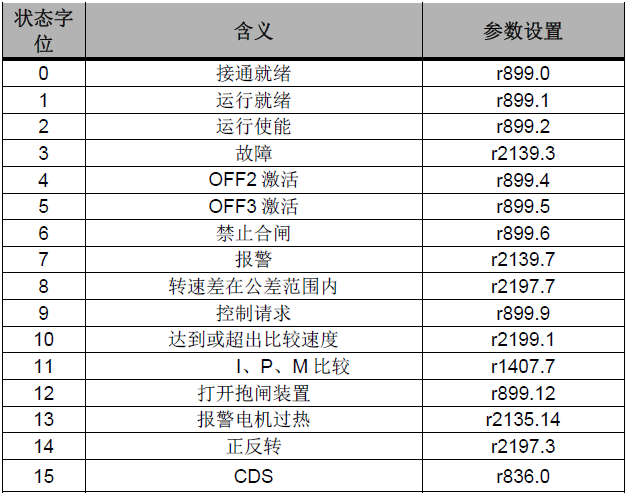 状态字位 含义 参数设置
0 接通就绪 r899.0
1 运行就绪 r899.1
2 运行使能 r899.2
3 故障 r2139.3
4 OFF2 激活 r899.4
5 OFF3 激活 r899.5
6 禁止合闸 r899.6
7 报警 r2139.7
8 转速差在公差范围内 r2197.7
9 控制请求 r899.9
10 达到或超出比较速度 r2199.1
11 I、P、M 比较 r1407.7
12 打开抱闸装置 r899.12
13 报警电机过热 r2135.14
14 正反转 r2197.3
15 CDS r836.0